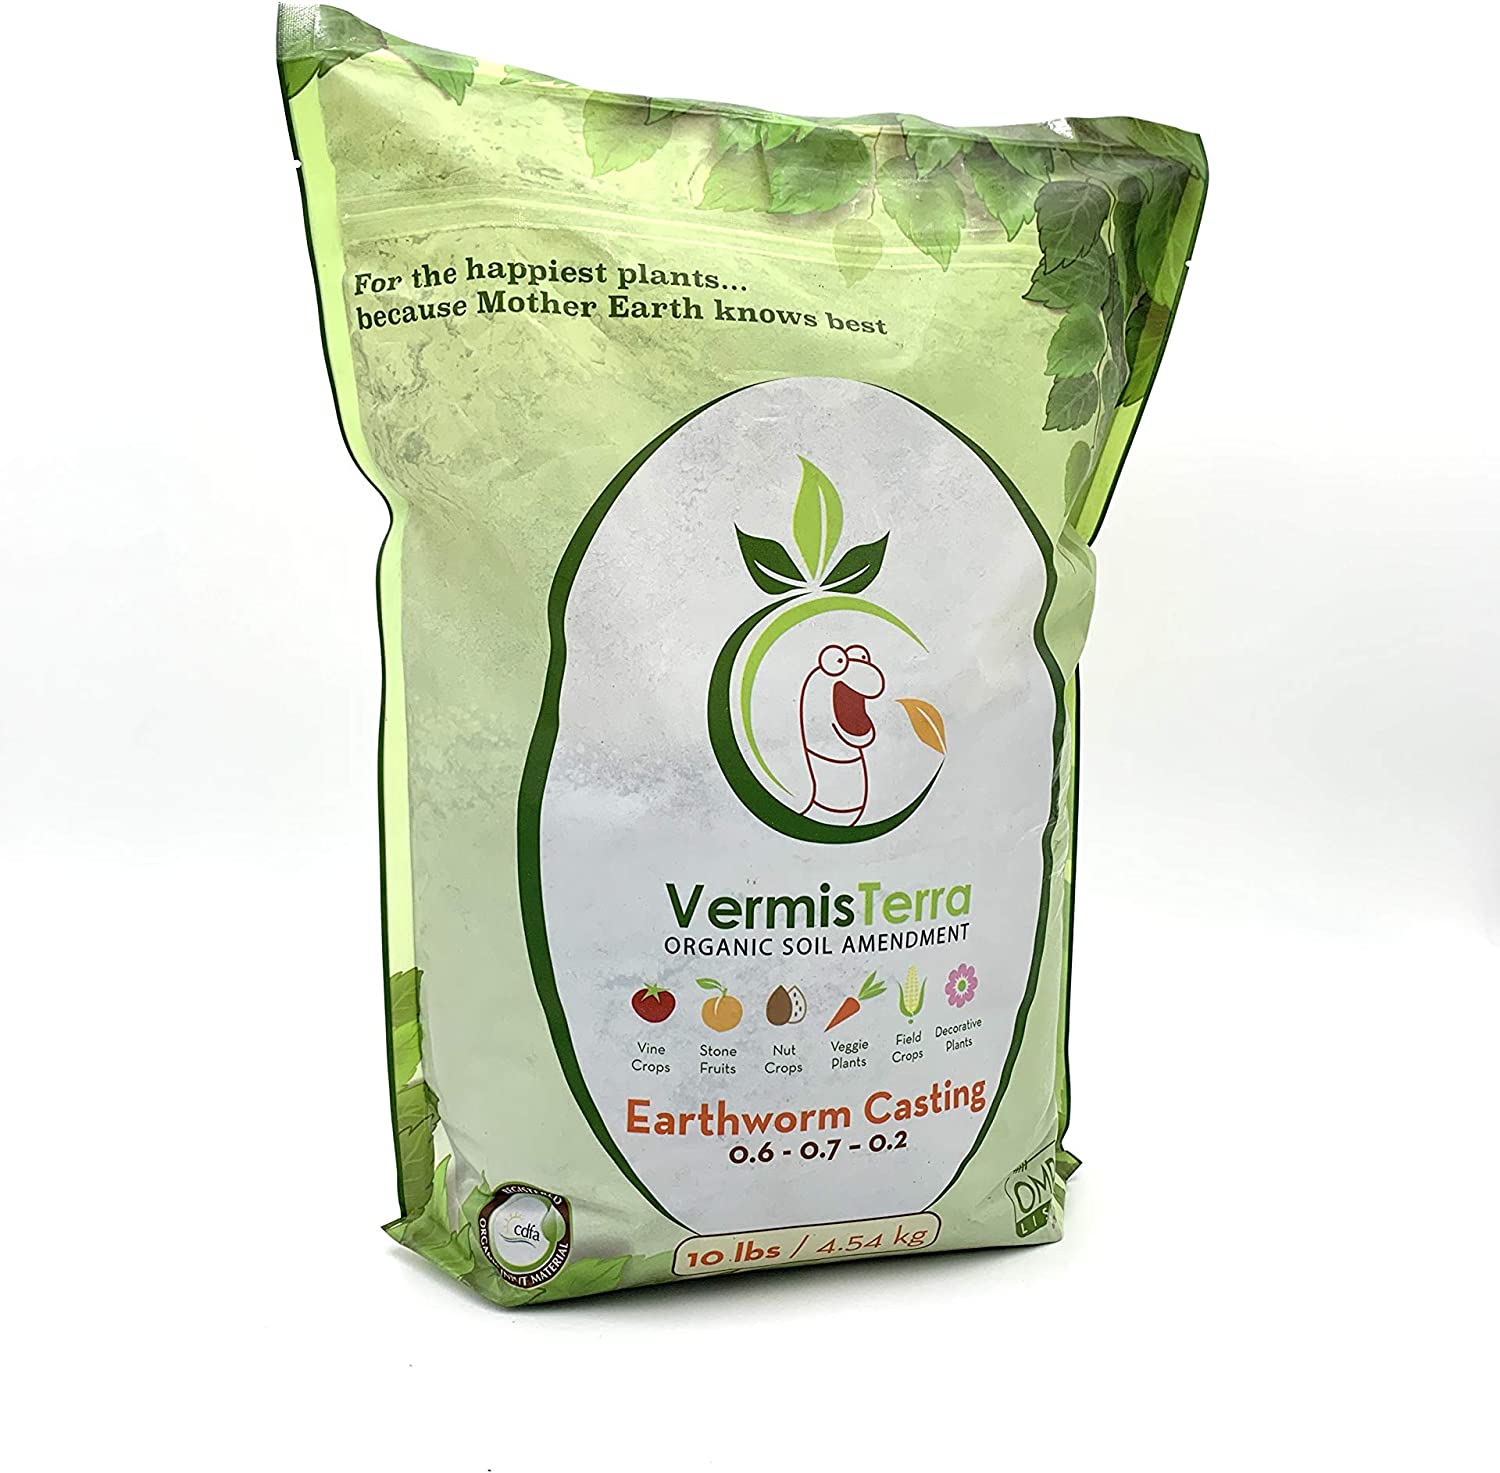 For the happiest plants...
because Mother Earth knows best
VermisTerra
ORGANIC SOIL AMENDMENT
Vine
Crops
Stone
Fruits
Nut
Crops
Veggie
Plants
Field
Crops
Decorative
Plants
Earthworm Casting
0.6 - 0.7 - 0.2
10 lbs / 4.54 kg
REGISTERED
cdfa
MATERIAL